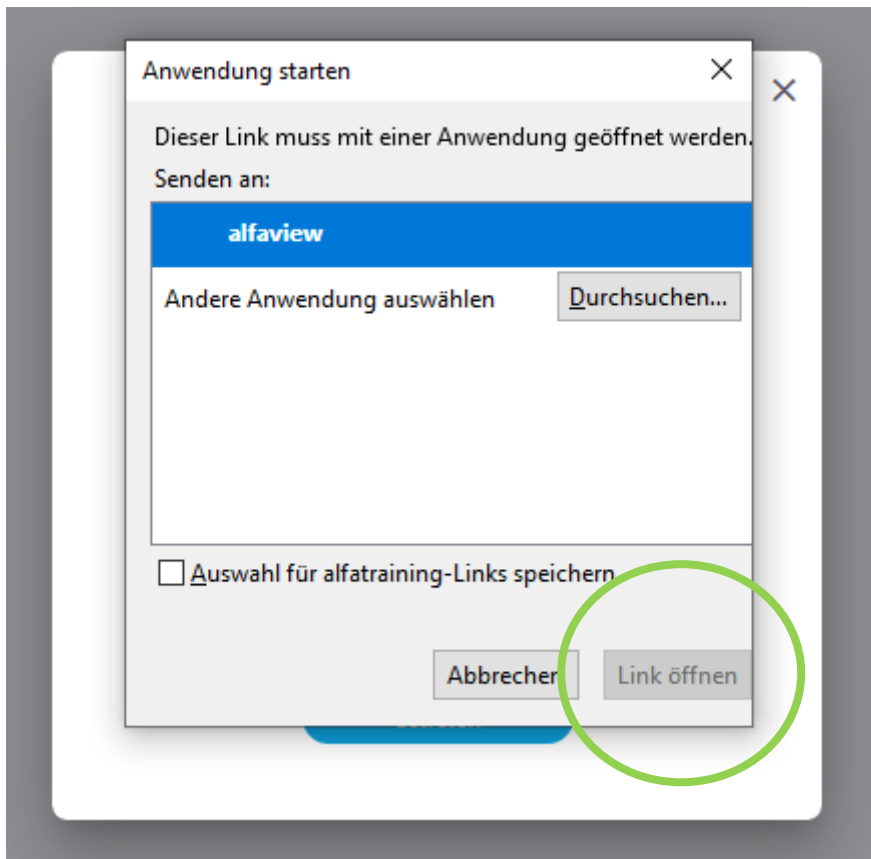 Anwendung starten
Dieser Link muss mit einer Anwendung geöffnet werden.
Senden an:
alfaview
Andere Anwendung auswählen
Durchsuchen...
Auswahl für alfatraining-Links speichern
Abbrechen
Link öffnen